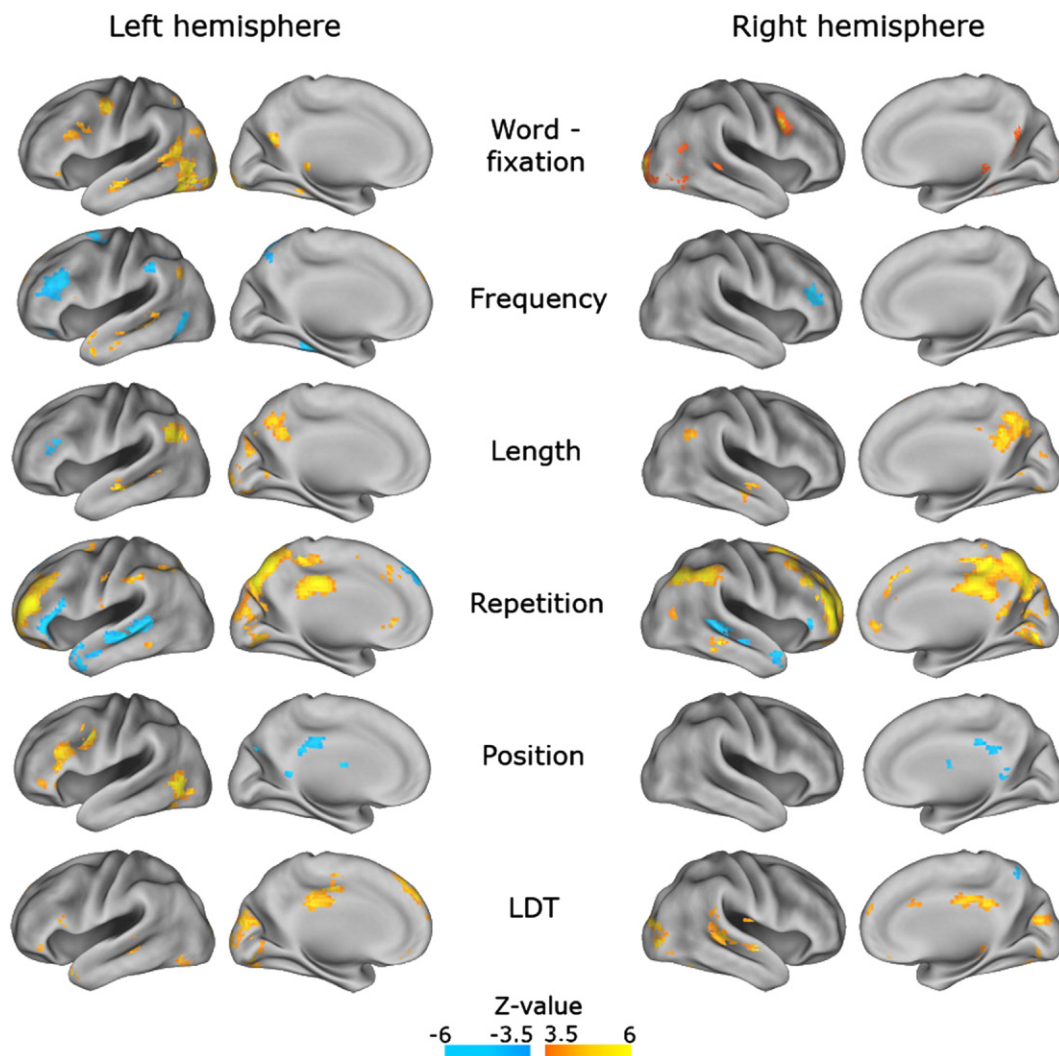 Left hemisphere
Right hemisphere
Word -
fixation
Frequency
Length
Repetition
Position
LDT
Z-value
-6 -3.5 3.5 6